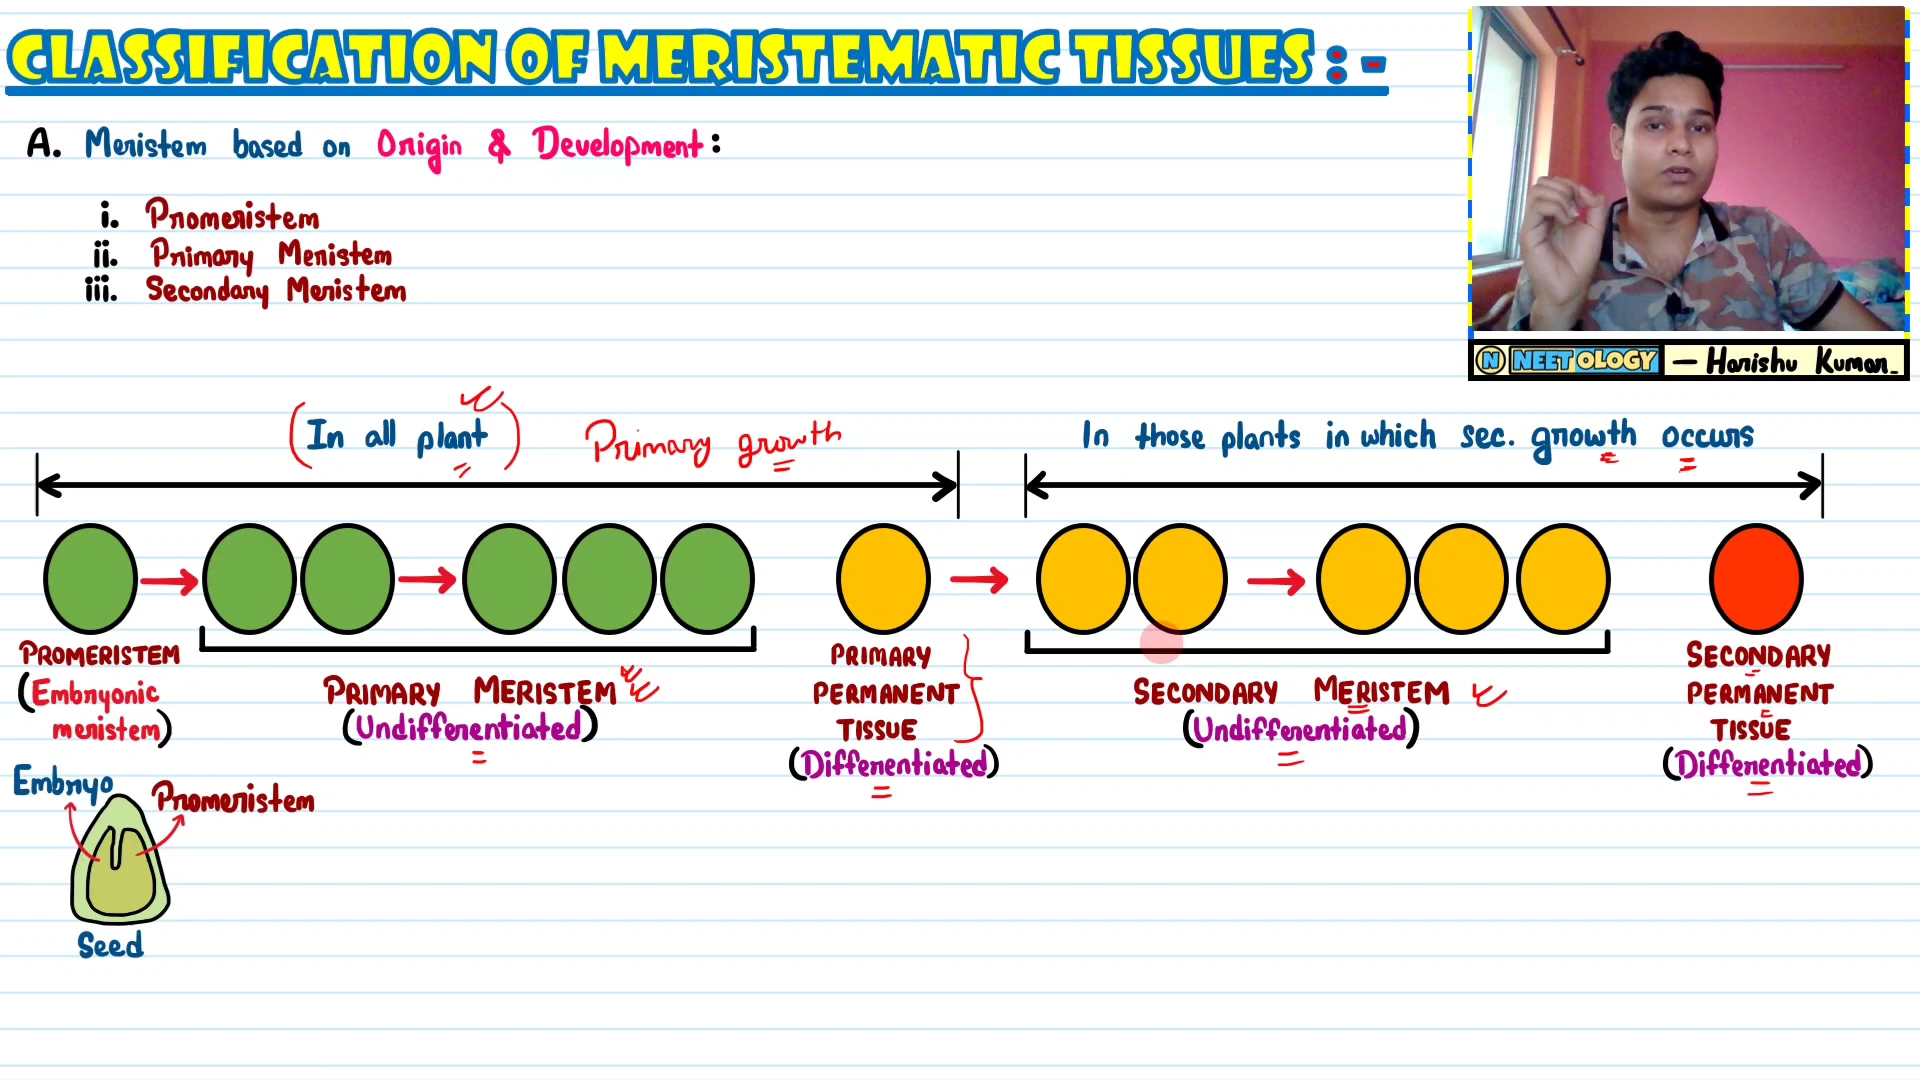 CLASSIFICATION OF MERISTEMATIC TISSUES : -
A. Meristem based on Origin & Development :
i. Promeristem
ii. Primary Meristem
iii. Secondary Meristem
N NEETOLOGY — Harishu Kumar_
(In all plant) Primary growth
In those plants in which sec. growth occurs
PROMERISTEM
(Embryonic
meristem)
PRIMARY MERISTEM
(Undifferentiated)
PRIMARY
PERMANENT
TISSUE
(Differentiated)
SECONDARY MERISTEM
(Undifferentiated)
SECONDARY
PERMANENT
TISSUE
(Differentiated)
Embryo
Promeristem
Seed